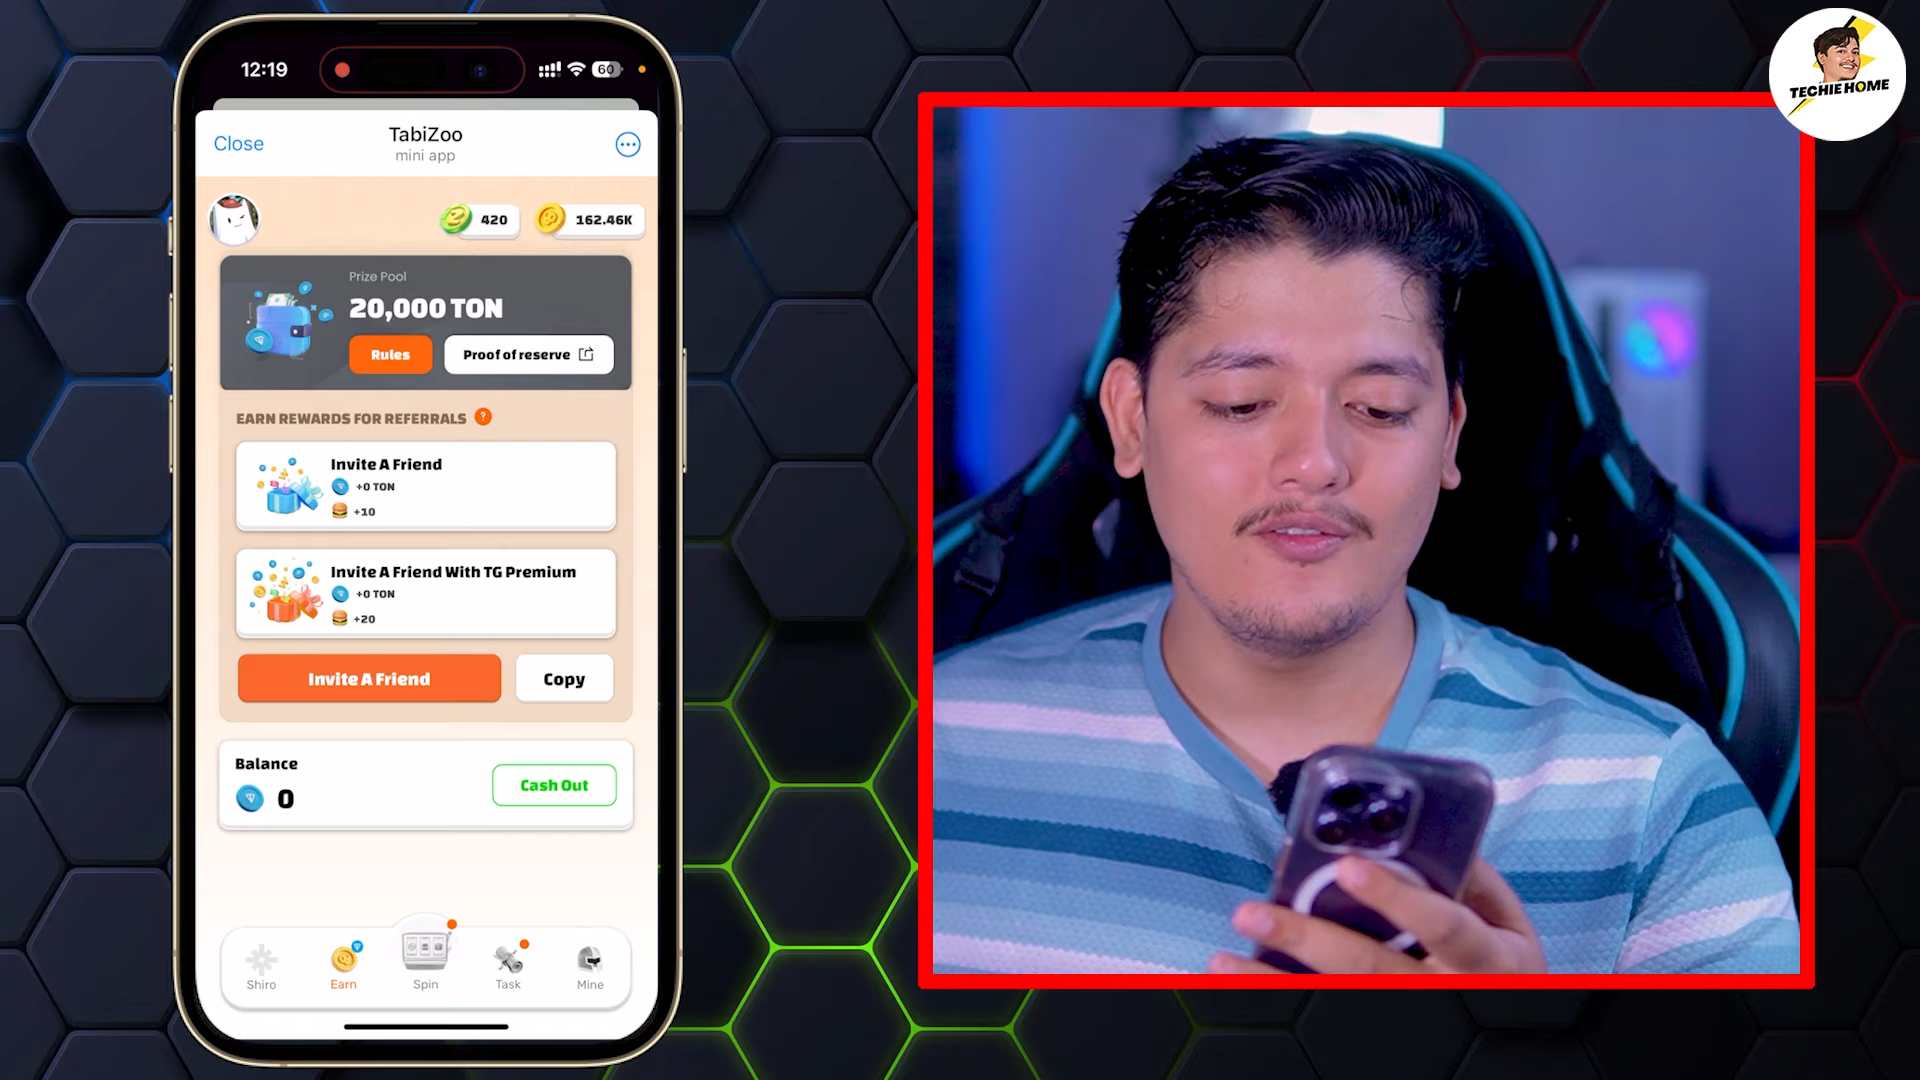 12:19
60
Close
TabiZoo
mini app
420
162.46K
Prize Pool
20,000 TON
Rules
Proof of reserve
EARN REWARDS FOR REFERRALS ?
Invite A Friend
+0 TON
+10
Invite A Friend With TG Premium
+0 TON
+20
Invite A Friend
Copy
Balance
0
Cash Out
Shiro
Earn
Spin
Task
Mine
TECHIE HOME